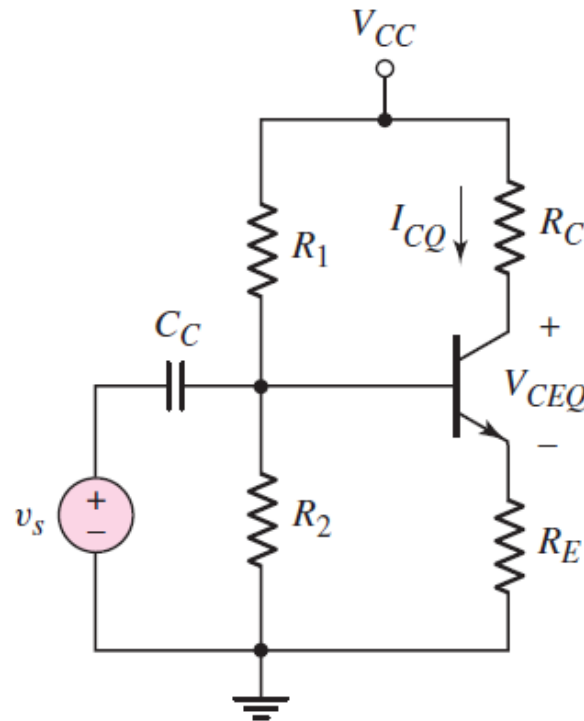 V_CC
R_1
I_CQ
R_C
C_C
+
V_CEQ
−
+
−
v_s
R_2
R_E